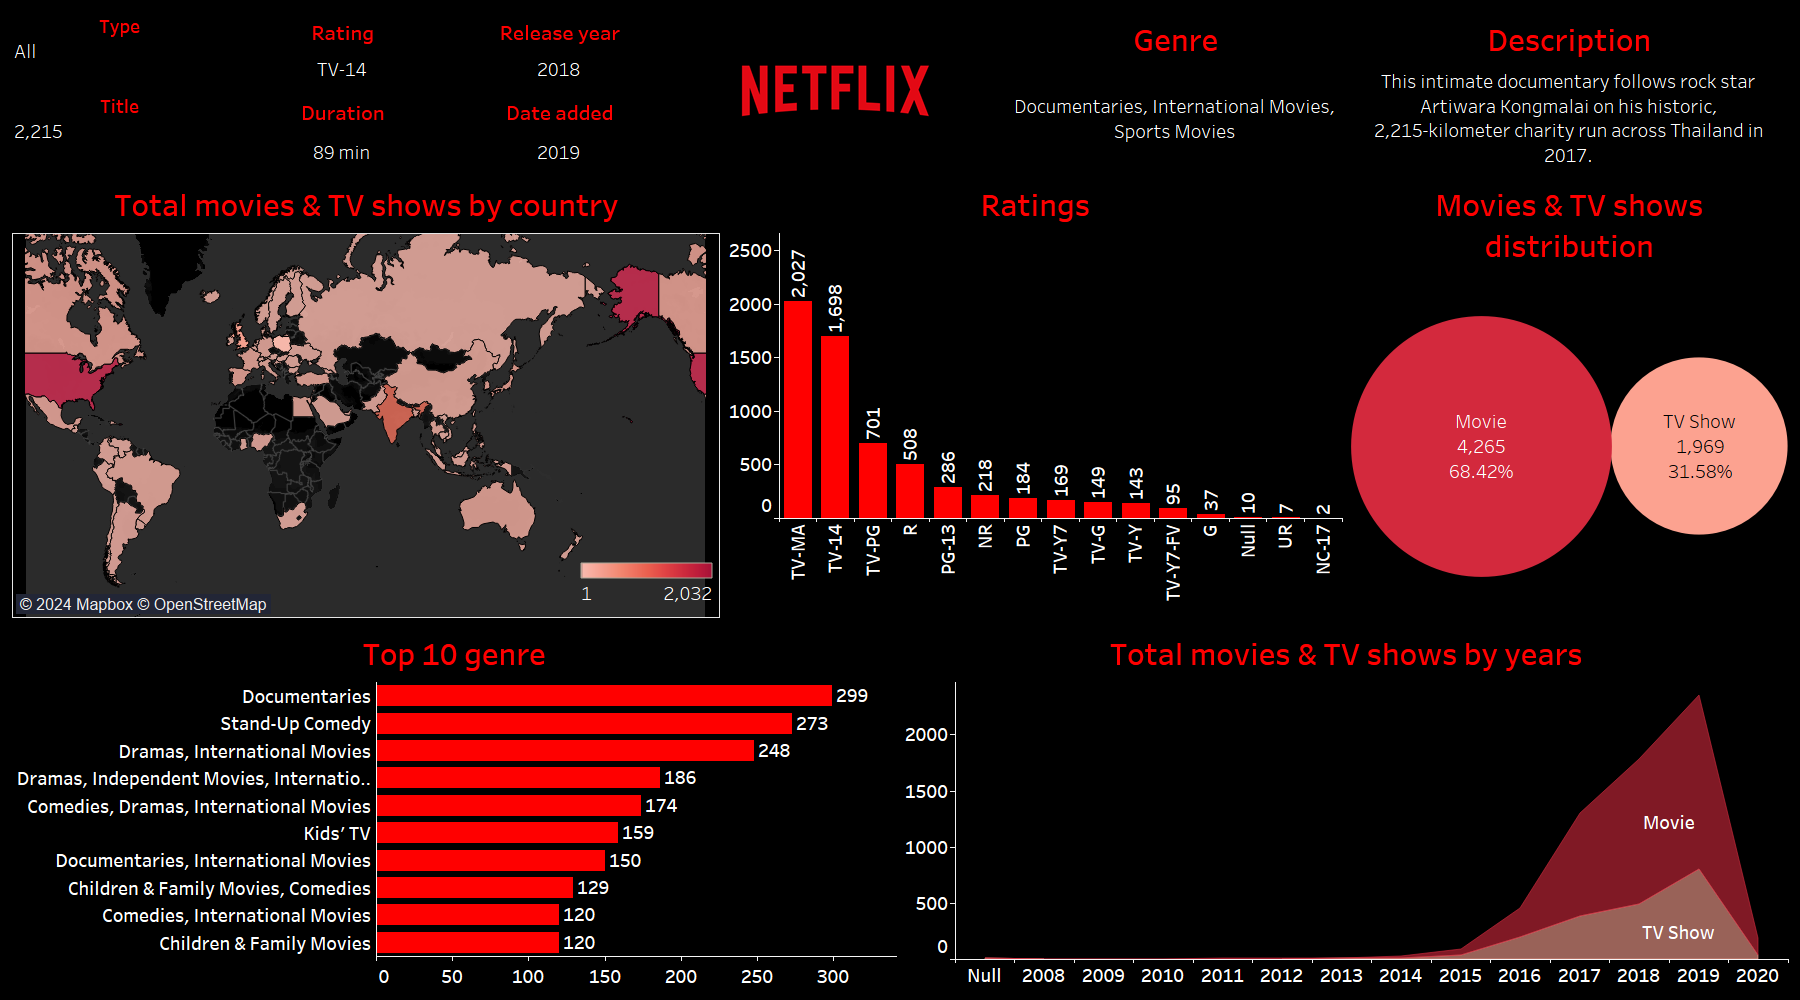 Type
All
Title
2,215
Rating
TV-14
Duration
89 min
Release year
2018
Date added
2019
NETFLIX
Genre
Documentaries, International Movies,
Sports Movies
Description
This intimate documentary follows rock star
Artiwara Kongmalai on his historic,
2,215-kilometer charity run across Thailand in
2017.
Total movies & TV shows by country
1
2,032
© 2024 Mapbox © OpenStreetMap
Ratings
2500
2000
1500
1000
500
0
2,027
1,698
701
508
286
218
184
169
149
143
95
37
10
7
2
TV-MA
TV-14
TV-PG
R
PG-13
NR
PG
TV-Y7
TV-G
TV-Y
TV-Y7-FV
G
Null
UR
NC-17
Movies & TV shows
distribution
Movie
4,265
68.42%
TV Show
1,969
31.58%
Top 10 genre
Documentaries 299
Stand-Up Comedy 273
Dramas, International Movies 248
Dramas, Independent Movies, Internatio.. 186
Comedies, Dramas, International Movies 174
Kids’ TV 159
Documentaries, International Movies 150
Children & Family Movies, Comedies 129
Comedies, International Movies 120
Children & Family Movies 120
0 50 100 150 200 250 300
Total movies & TV shows by years
2000
1500
1000
500
0
Movie
TV Show
Null 2008 2009 2010 2011 2012 2013 2014 2015 2016 2017 2018 2019 2020